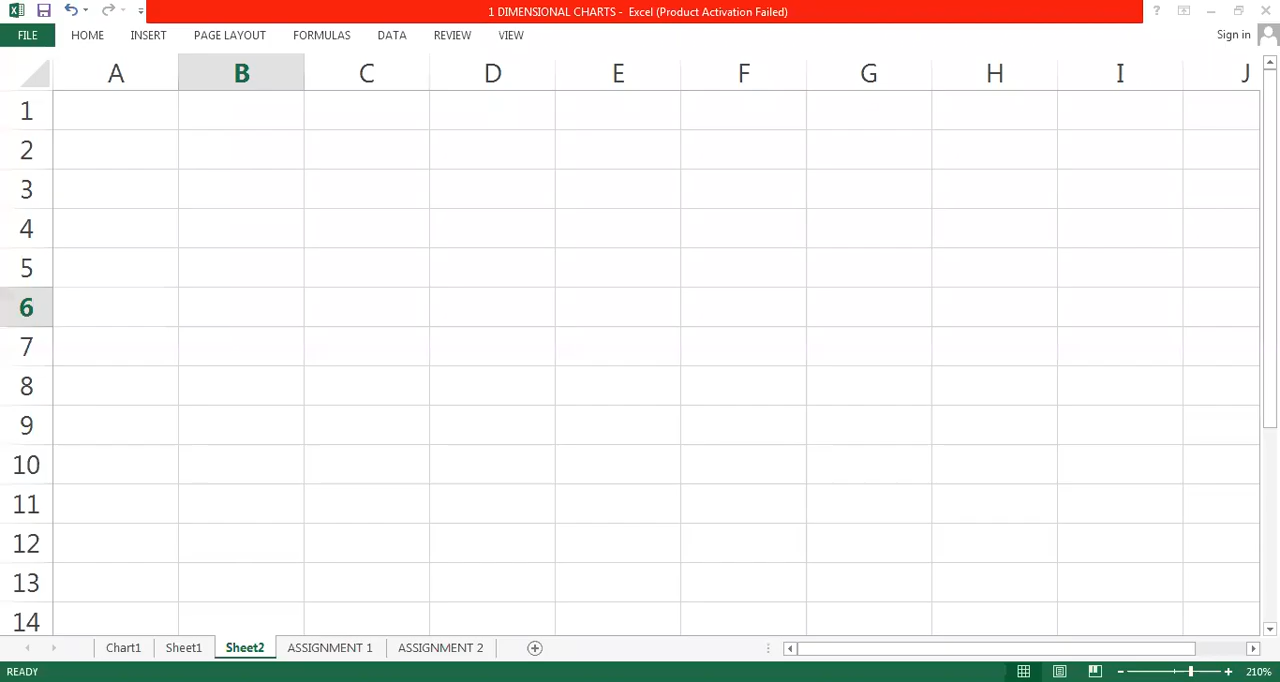 1 DIMENSIONAL CHARTS -  Excel (Product Activation Failed)
FILE HOME INSERT PAGE LAYOUT FORMULAS DATA REVIEW VIEW Sign in
A B C D E F G H I J
1
2
3
4
5
6
7
8
9
10
11
12
13
14
Chart1 Sheet1 Sheet2 ASSIGNMENT 1 ASSIGNMENT 2
READY 210%